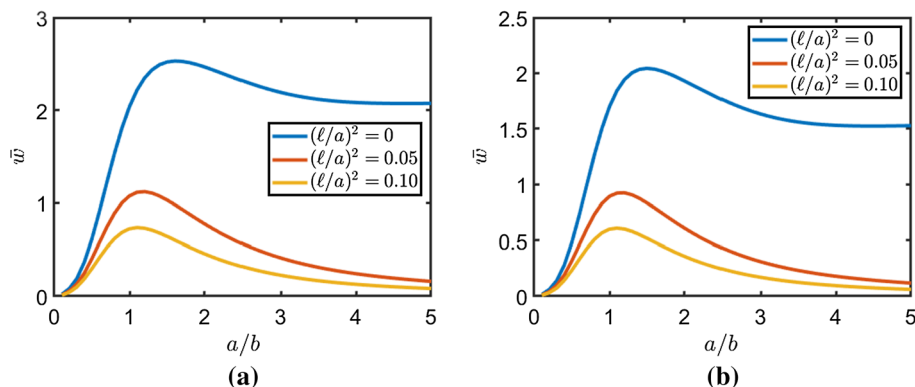 3
2
1
0
w̄
0 1 2 3 4 5
a/b
(ℓ/a)² = 0
(ℓ/a)² = 0.05
(ℓ/a)² = 0.10
(a)
2.5
2
1.5
1
0.5
0
w̄
0 1 2 3 4 5
a/b
(ℓ/a)² = 0
(ℓ/a)² = 0.05
(ℓ/a)² = 0.10
(b)